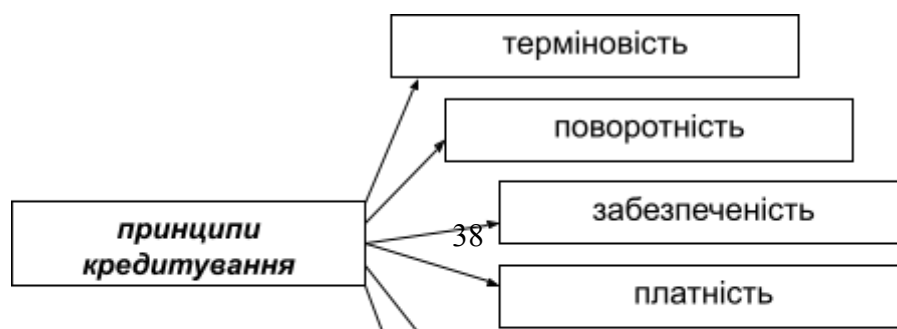 терміновість
поворотність
забезпеченість
принципи
кредитування
38
платність